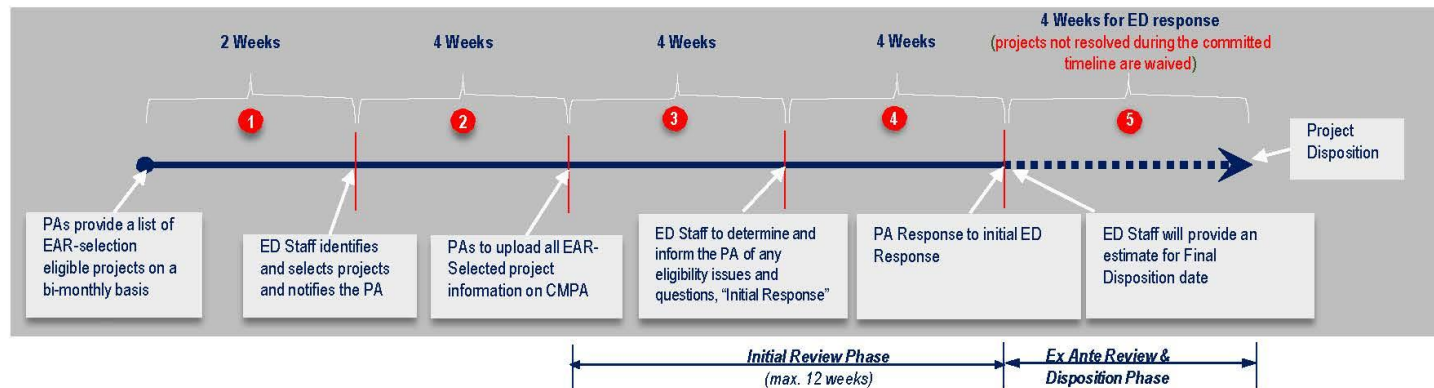 2 Weeks
4 Weeks
4 Weeks
4 Weeks
4 Weeks for ED response
(projects not resolved during the committed
timeline are waived)
1
2
3
4
5
Project
Disposition
PAs provide a list of
EAR-selection
eligible projects on a
bi-monthly basis
ED Staff identifies
and selects projects
and notifies the PA
PAs to upload all EAR-
Selected project
information on CMPA
ED Staff to determine and
inform the PA of any
eligibility issues and
questions, “Initial Response”
PA Response to initial ED
Response
ED Staff will provide an
estimate for Final
Disposition date
Initial Review Phase
(max. 12 weeks)
Ex Ante Review &
Disposition Phase